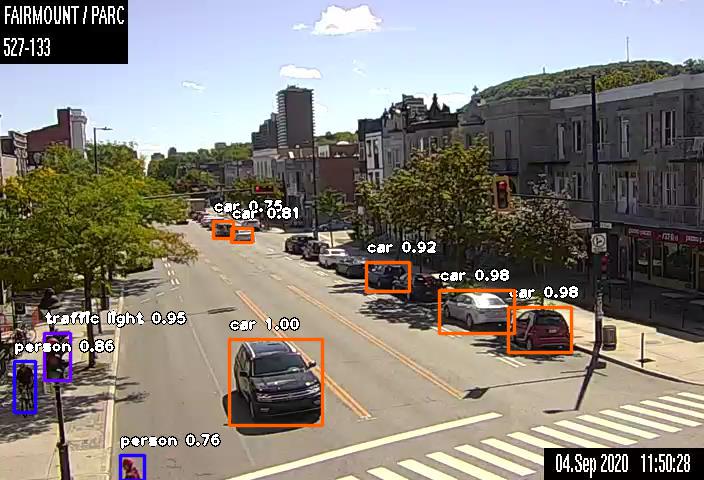 FAIRMOUNT / PARC
527-133
car 0.75
car 0.81
car 0.92
car 0.98
car 0.98
traffic light 0.95
car 1.00
person 0.86
person 0.76
04.Sep 2020 11:50:28